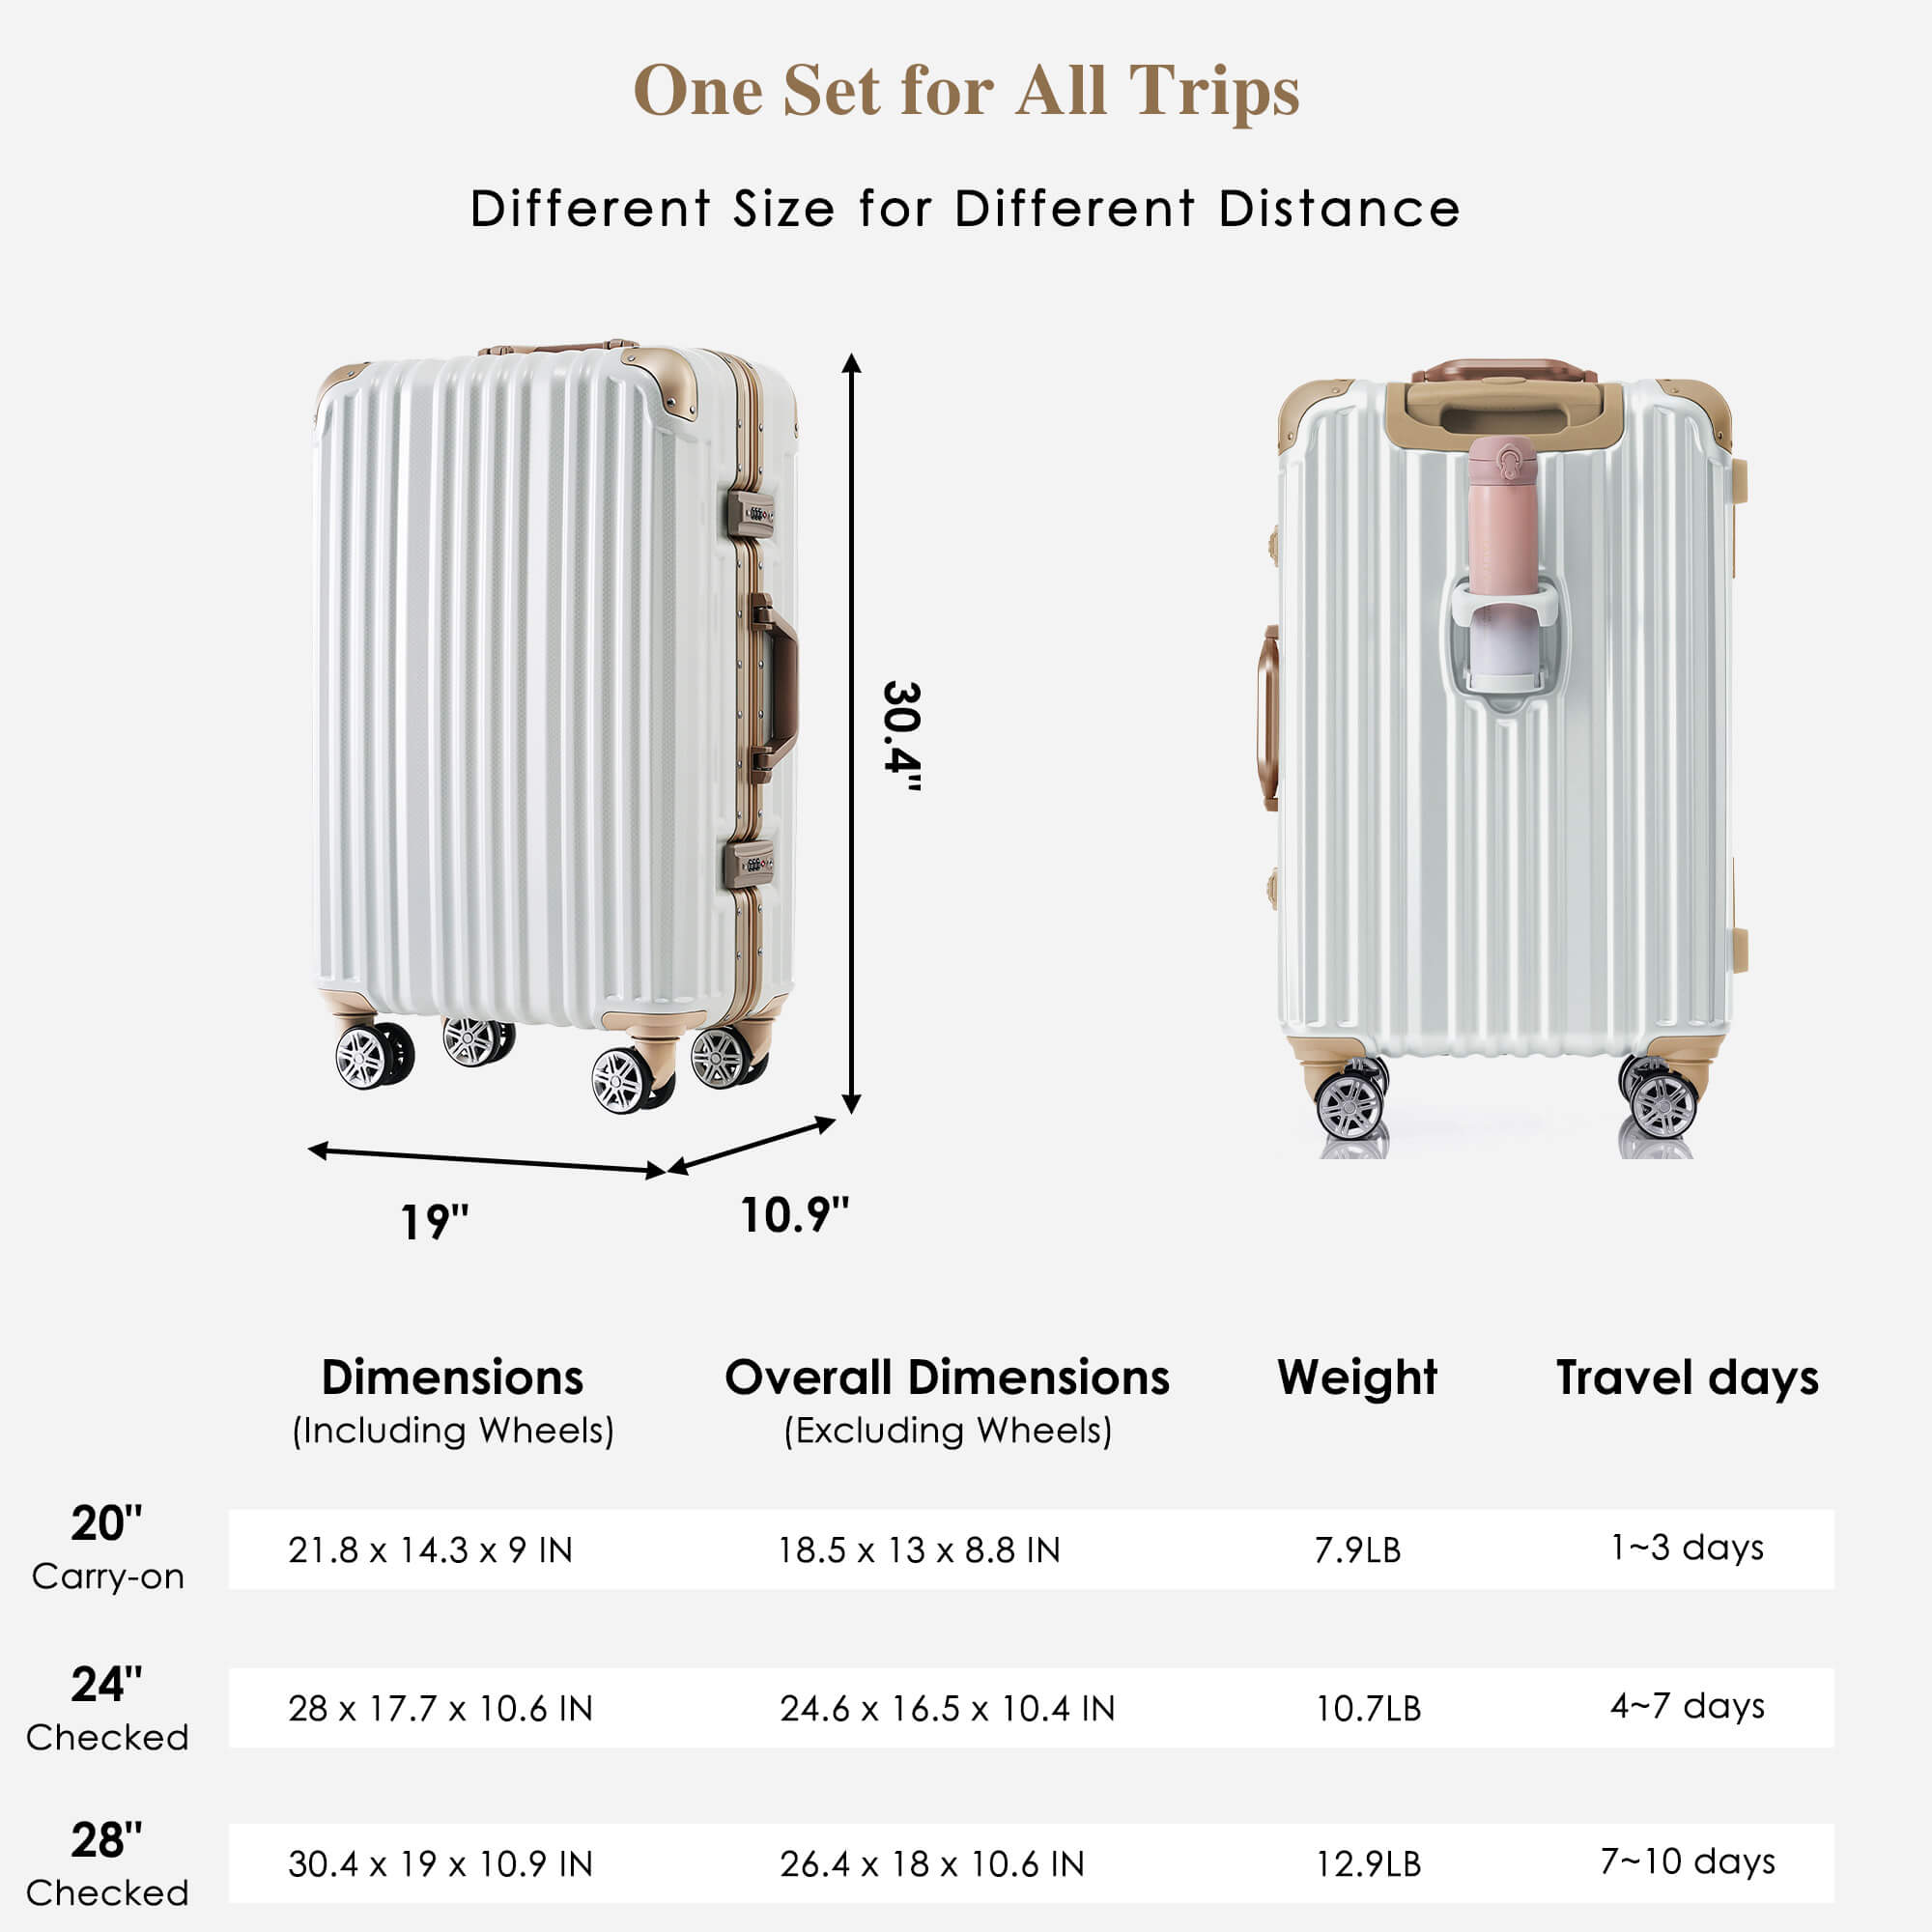 One Set for All Trips
Different Size for Different Distance
30.4"
19"
10.9"
Dimensions
(Including Wheels)
Overall Dimensions
(Excluding Wheels)
Weight
Travel days
20"
Carry-on
21.8 x 14.3 x 9 IN
18.5 x 13 x 8.8 IN
7.9LB
1~3 days
24"
Checked
28 x 17.7 x 10.6 IN
24.6 x 16.5 x 10.4 IN
10.7LB
4~7 days
28"
Checked
30.4 x 19 x 10.9 IN
26.4 x 18 x 10.6 IN
12.9LB
7~10 days